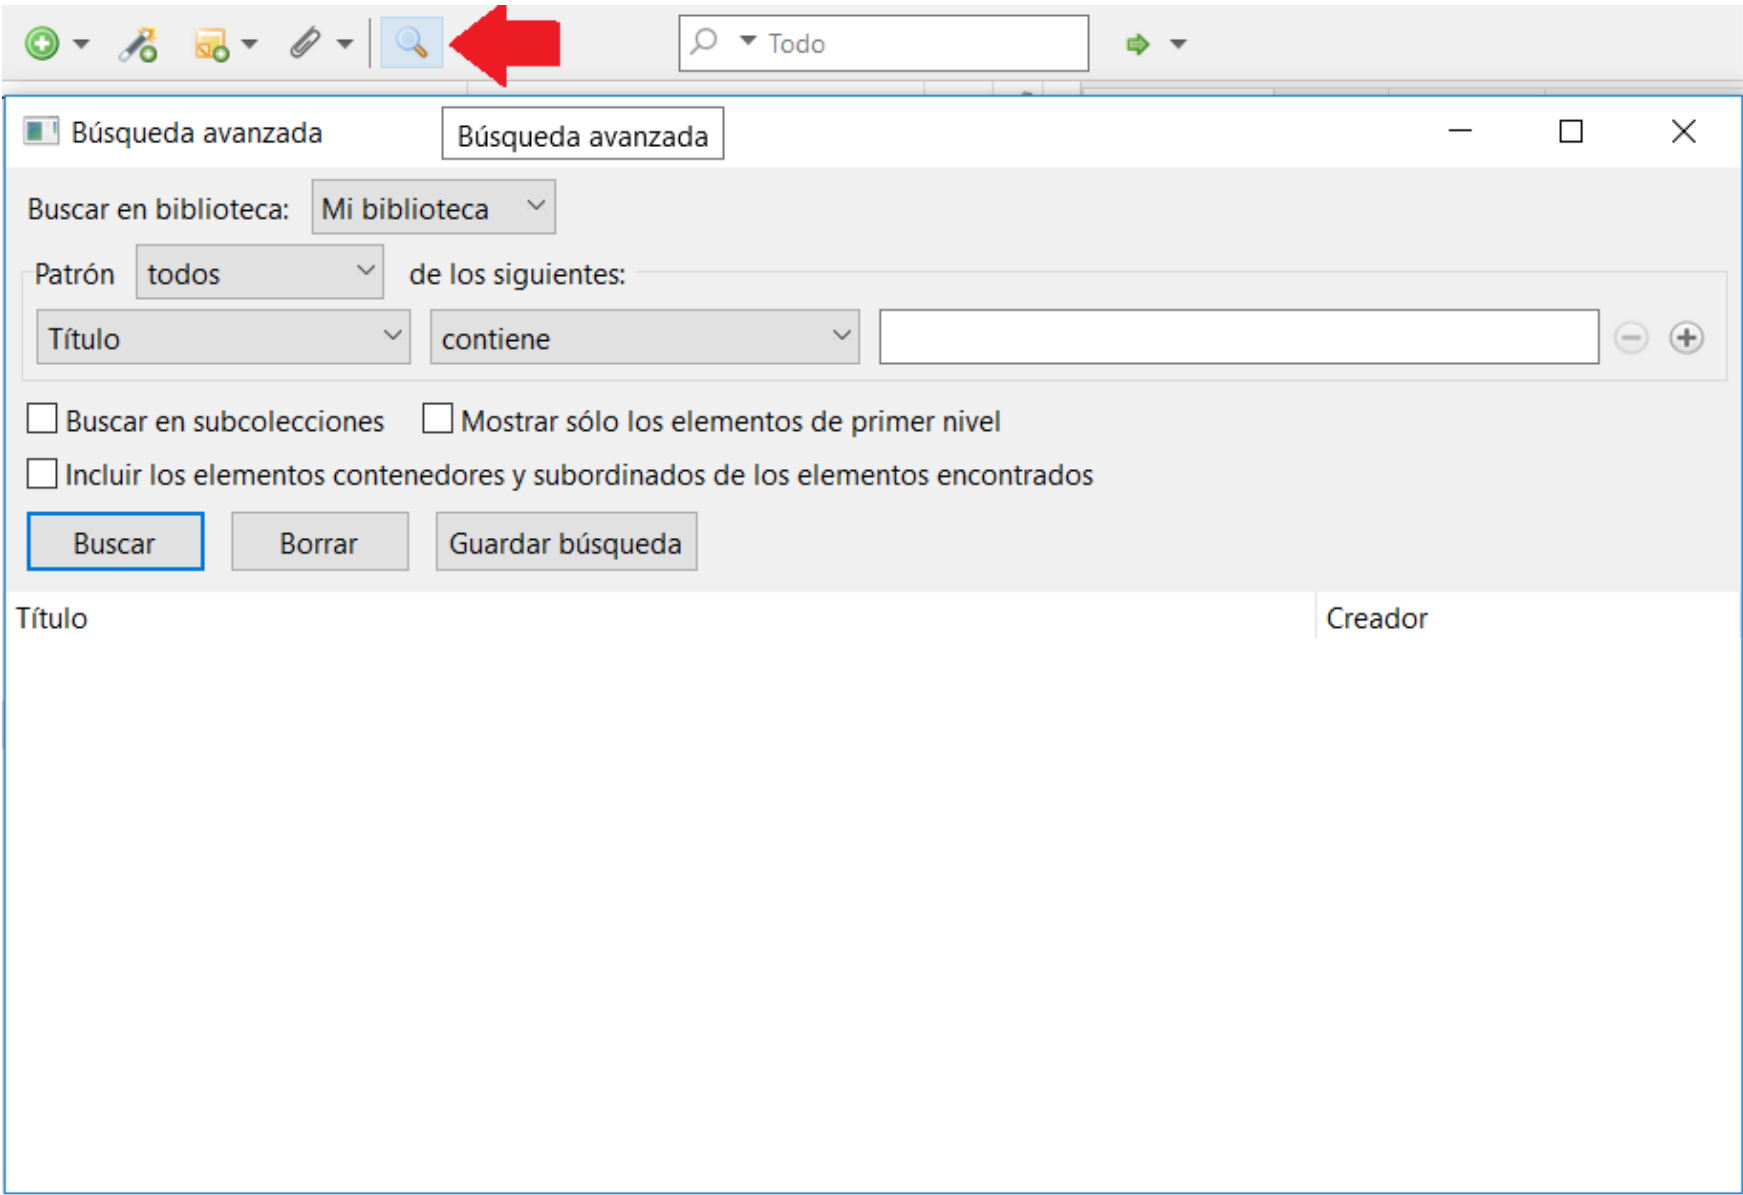 Todo
Búsqueda avanzada
Búsqueda avanzada
Buscar en biblioteca: Mi biblioteca
Patrón todos de los siguientes:
Título contiene
Buscar en subcolecciones Mostrar sólo los elementos de primer nivel
Incluir los elementos contenedores y subordinados de los elementos encontrados
Buscar Borrar Guardar búsqueda
Título Creador